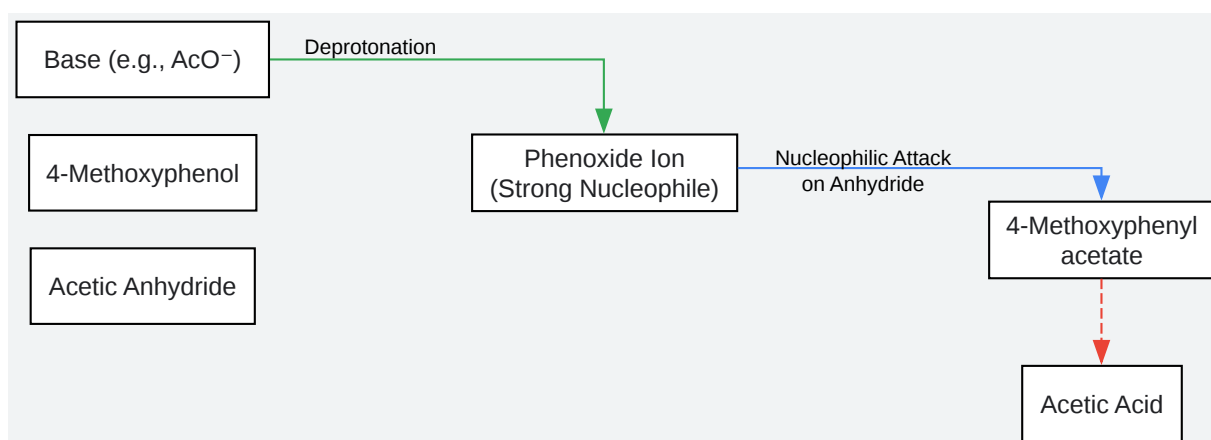 Base (e.g., AcO⁻)
Deprotonation
4-Methoxyphenol
Phenoxide Ion
(Strong Nucleophile)
Nucleophilic Attack
on Anhydride
4-Methoxyphenyl
acetate
Acetic Anhydride
Acetic Acid